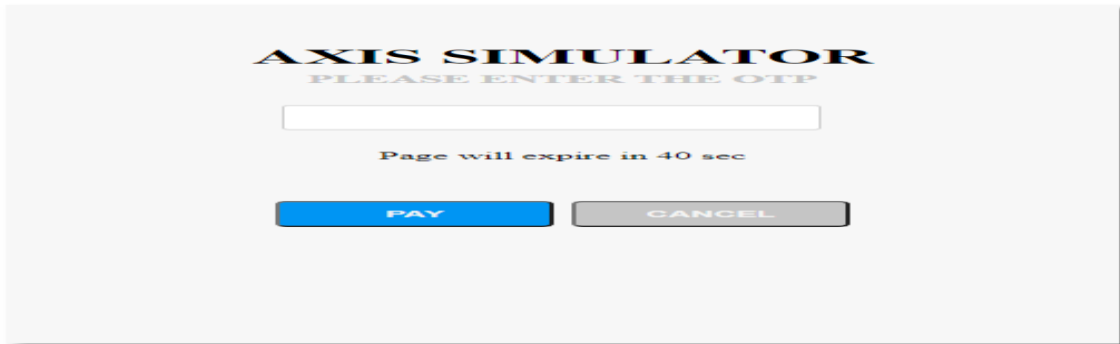 AXIS SIMULATOR
PLEASE ENTER THE OTP
Page will expire in 40 sec
PAY CANCEL